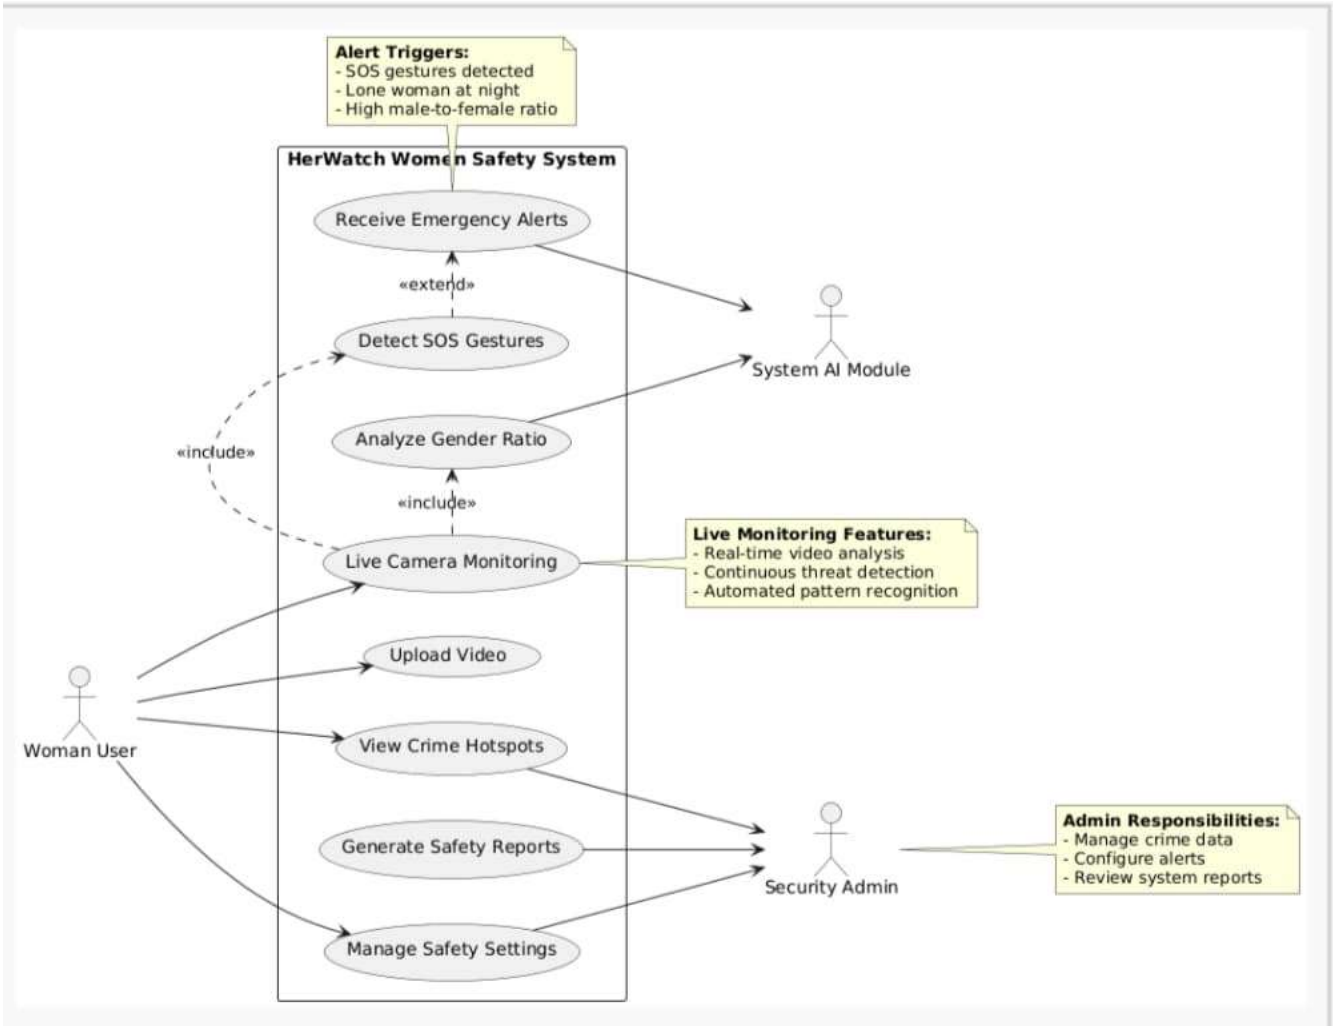 Alert Triggers:
- SOS gestures detected
- Lone woman at night
- High male-to-female ratio
HerWatch Women Safety System
Receive Emergency Alerts
«extend»
Detect SOS Gestures
System AI Module
Analyze Gender Ratio
«include»
«include»
Live Camera Monitoring
Live Monitoring Features:
- Real-time video analysis
- Continuous threat detection
- Automated pattern recognition
Upload Video
Woman User
View Crime Hotspots
Generate Safety Reports
Security Admin
Admin Responsibilities:
- Manage crime data
- Configure alerts
- Review system reports
Manage Safety Settings